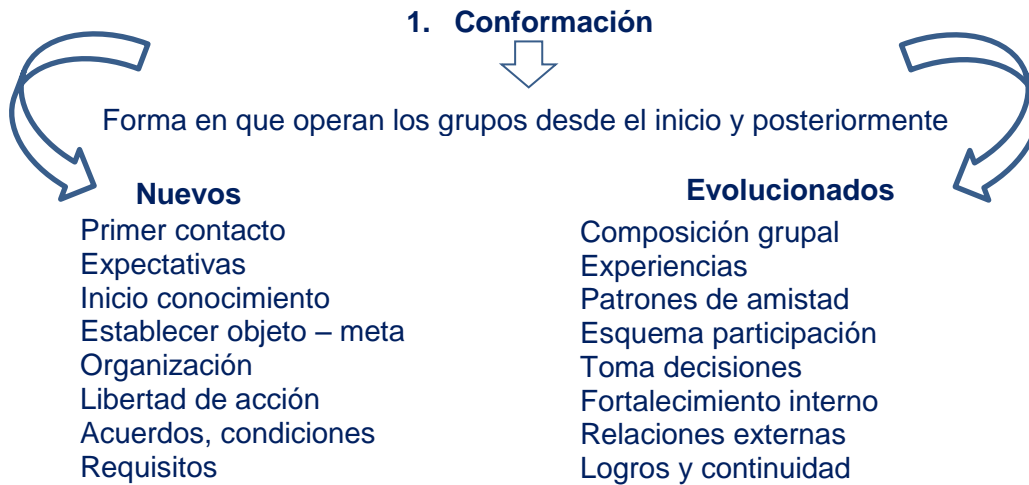 1. Conformación
Forma en que operan los grupos desde el inicio y posteriormente
Nuevos
Primer contacto
Expectativas
Inicio conocimiento
Establecer objeto – meta
Organización
Libertad de acción
Acuerdos, condiciones
Requisitos
Evolucionados
Composición grupal
Experiencias
Patrones de amistad
Esquema participación
Toma decisiones
Fortalecimiento interno
Relaciones externas
Logros y continuidad